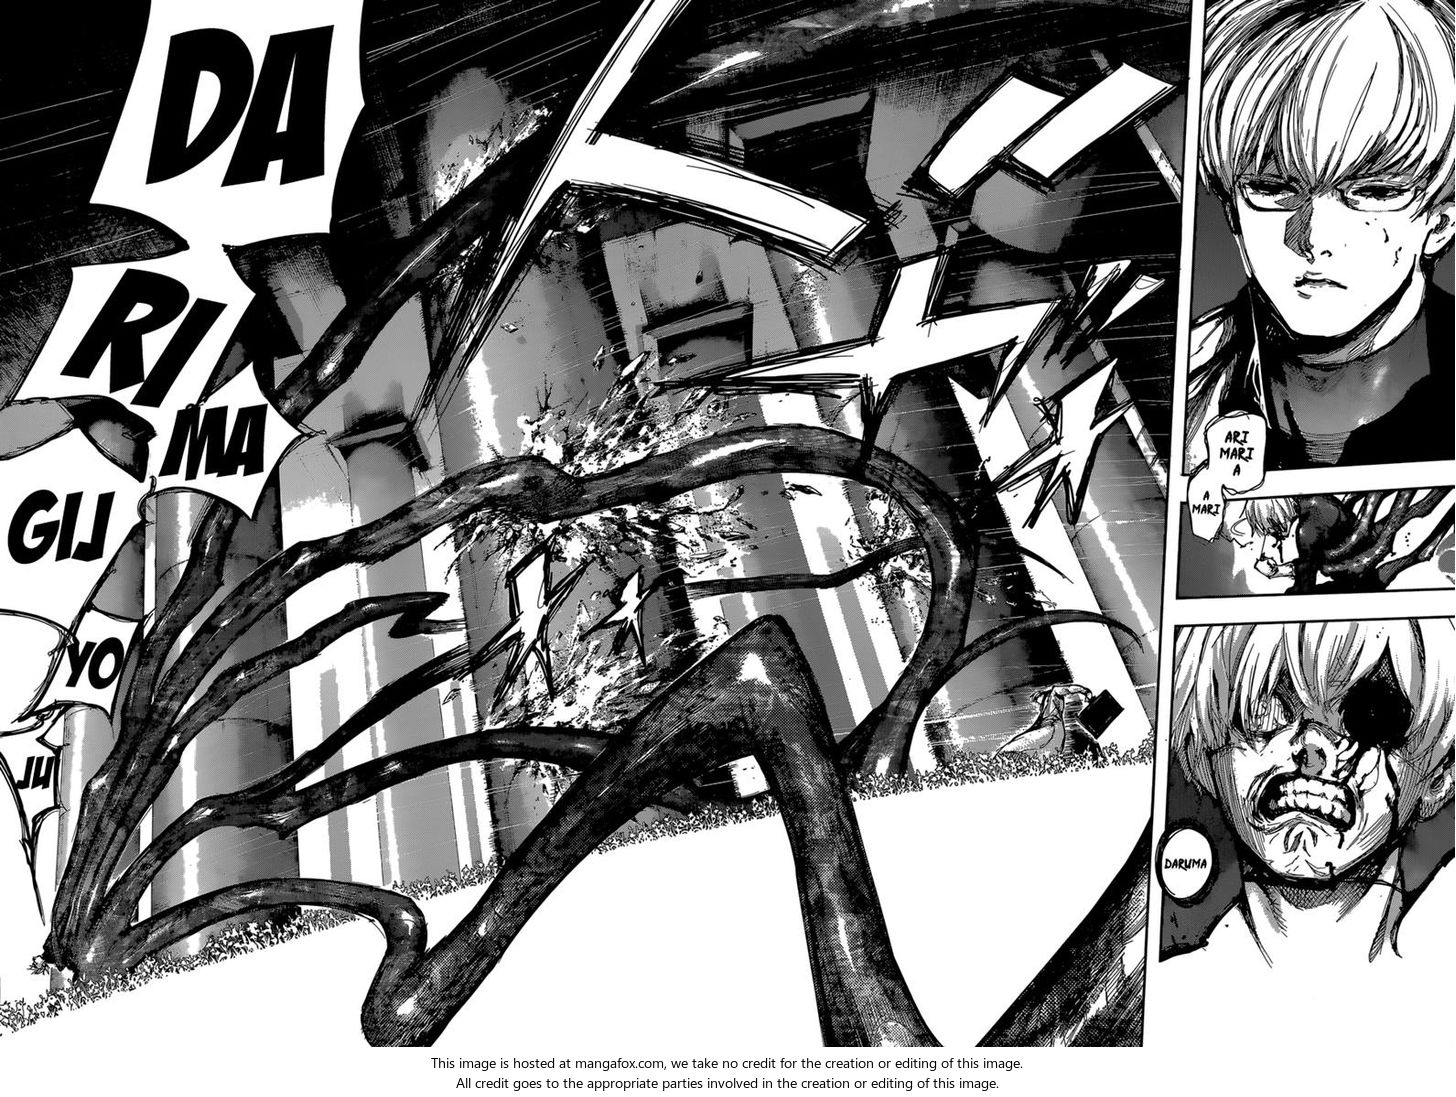 ARI
MARI
A
A
MARI
DARUMA
DA
RI
MA
GIJ
YO
JU
This image is hosted at mangafox.com, we take no credit for the creation or editing of this image.
All credit goes to the appropriate parties involved in the creation or editing of this image.